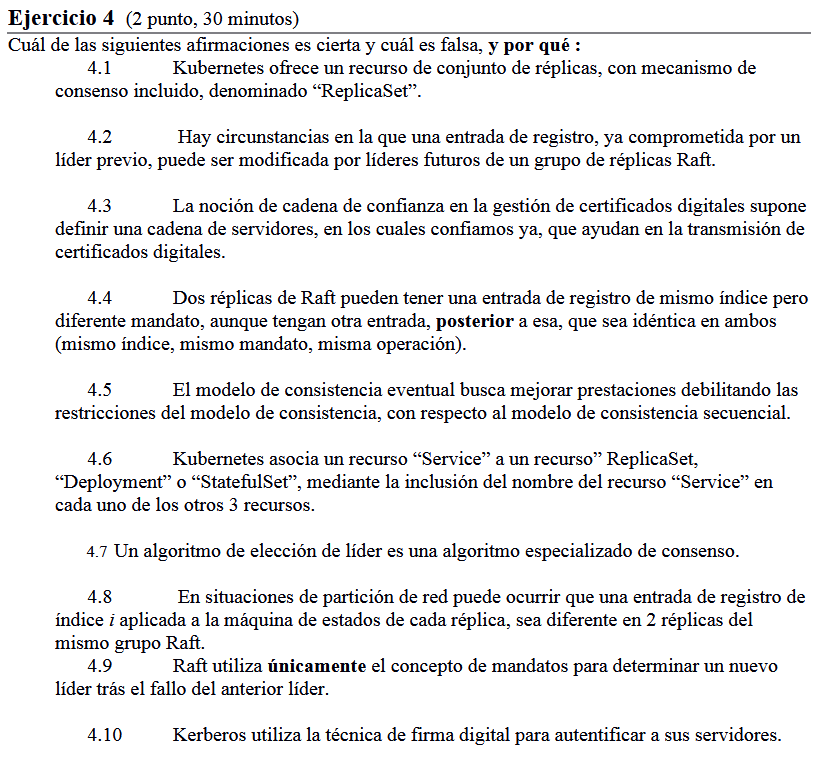 Ejercicio 4 (2 punto, 30 minutos)
Cuál de las siguientes afirmaciones es cierta y cuál es falsa, y por qué :
4.1 Kubernetes ofrece un recurso de conjunto de réplicas, con mecanismo de
consenso incluido, denominado “ReplicaSet”.
4.2 Hay circunstancias en la que una entrada de registro, ya comprometida por un
líder previo, puede ser modificada por líderes futuros de un grupo de réplicas Raft.
4.3 La noción de cadena de confianza en la gestión de certificados digitales supone
definir una cadena de servidores, en los cuales confiamos ya, que ayudan en la transmisión de
certificados digitales.
4.4 Dos réplicas de Raft pueden tener una entrada de registro de mismo índice pero
diferente mandato, aunque tengan otra entrada, posterior a esa, que sea idéntica en ambos
(mismo índice, mismo mandato, misma operación).
4.5 El modelo de consistencia eventual busca mejorar prestaciones debilitando las
restricciones del modelo de consistencia, con respecto al modelo de consistencia secuencial.
4.6 Kubernetes asocia un recurso “Service” a un recurso” ReplicaSet,
“Deployment” o “StatefulSet”, mediante la inclusión del nombre del recurso “Service” en
cada uno de los otros 3 recursos.
4.7 Un algoritmo de elección de líder es una algoritmo especializado de consenso.
4.8 En situaciones de partición de red puede ocurrir que una entrada de registro de
índice i aplicada a la máquina de estados de cada réplica, sea diferente en 2 réplicas del
mismo grupo Raft.
4.9 Raft utiliza únicamente el concepto de mandatos para determinar un nuevo
líder trás el fallo del anterior líder.
4.10 Kerberos utiliza la técnica de firma digital para autentificar a sus servidores.